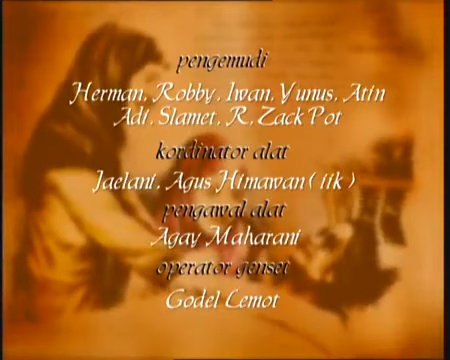 pengemudi
Herman, Robby, Iwan, Yunus, Atin
Adi, Slamet, R, Zack Pot
kordinator alat
Jaelani, Agus Himawan ( iik )
pengawal alat
Agay Maharani
operator genset
Godel Lemot